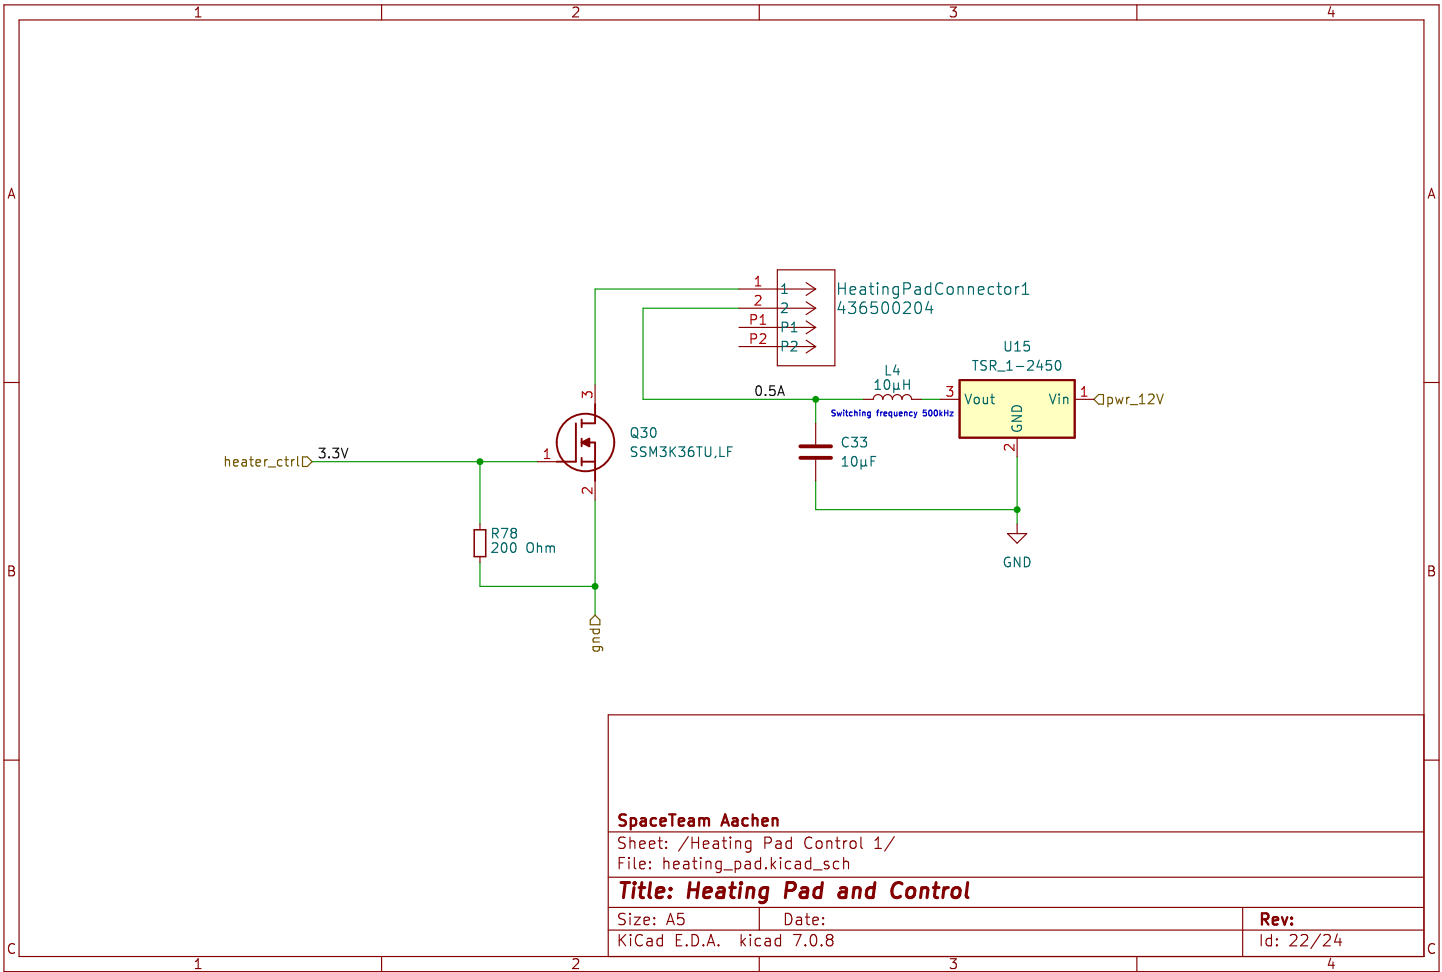 1 2 3 4
A A
1 HeatingPadConnector1
1
2 436500204
2
P1 P1
P2 P2
U15
TSR_1-2450
L4
10µH
0.5A
3 Vout Vin 1 pwr_12V
GND
2
Switching frequency 500kHz
3
Q30
SSM3K36TU,LF
C33
10µF
heater_ctrl 3.3V
1
2
R78
200 Ohm
GND
B B
gnd
SpaceTeam Aachen
Sheet: /Heating Pad Control 1/
File: heating_pad.kicad_sch
Title: Heating Pad and Control
Size: A5 Date: Rev:
KiCad E.D.A. kicad 7.0.8 Id: 22/24
C C
1 2 3 4